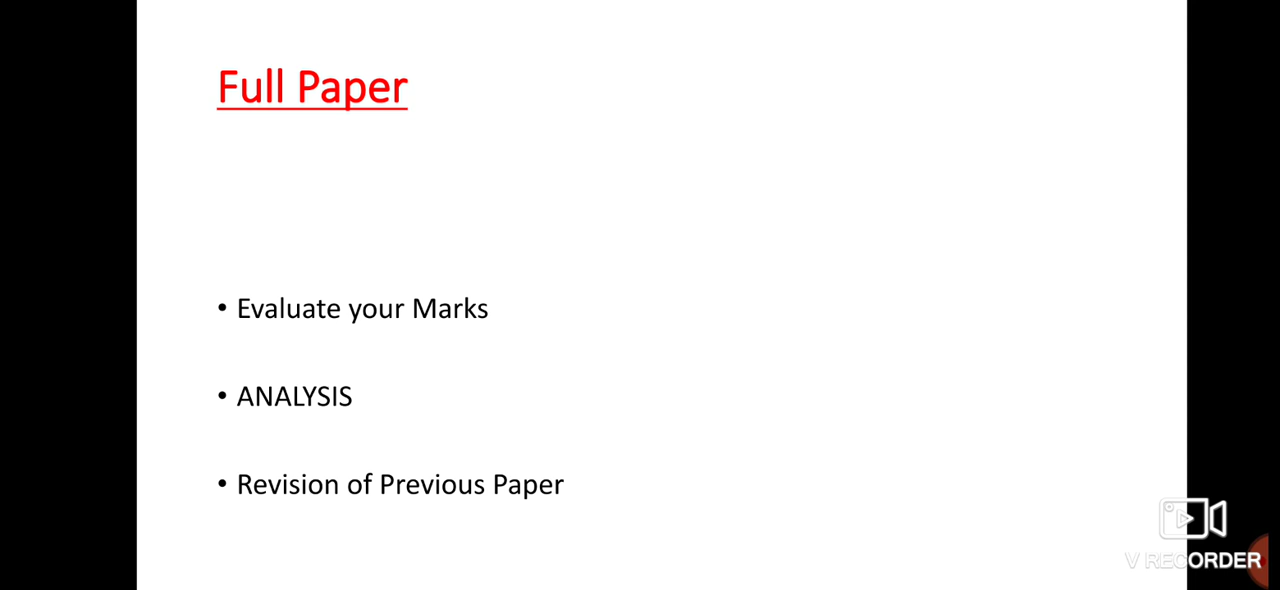 Full Paper
• Evaluate your Marks
• ANALYSIS
• Revision of Previous Paper
V RECORDER